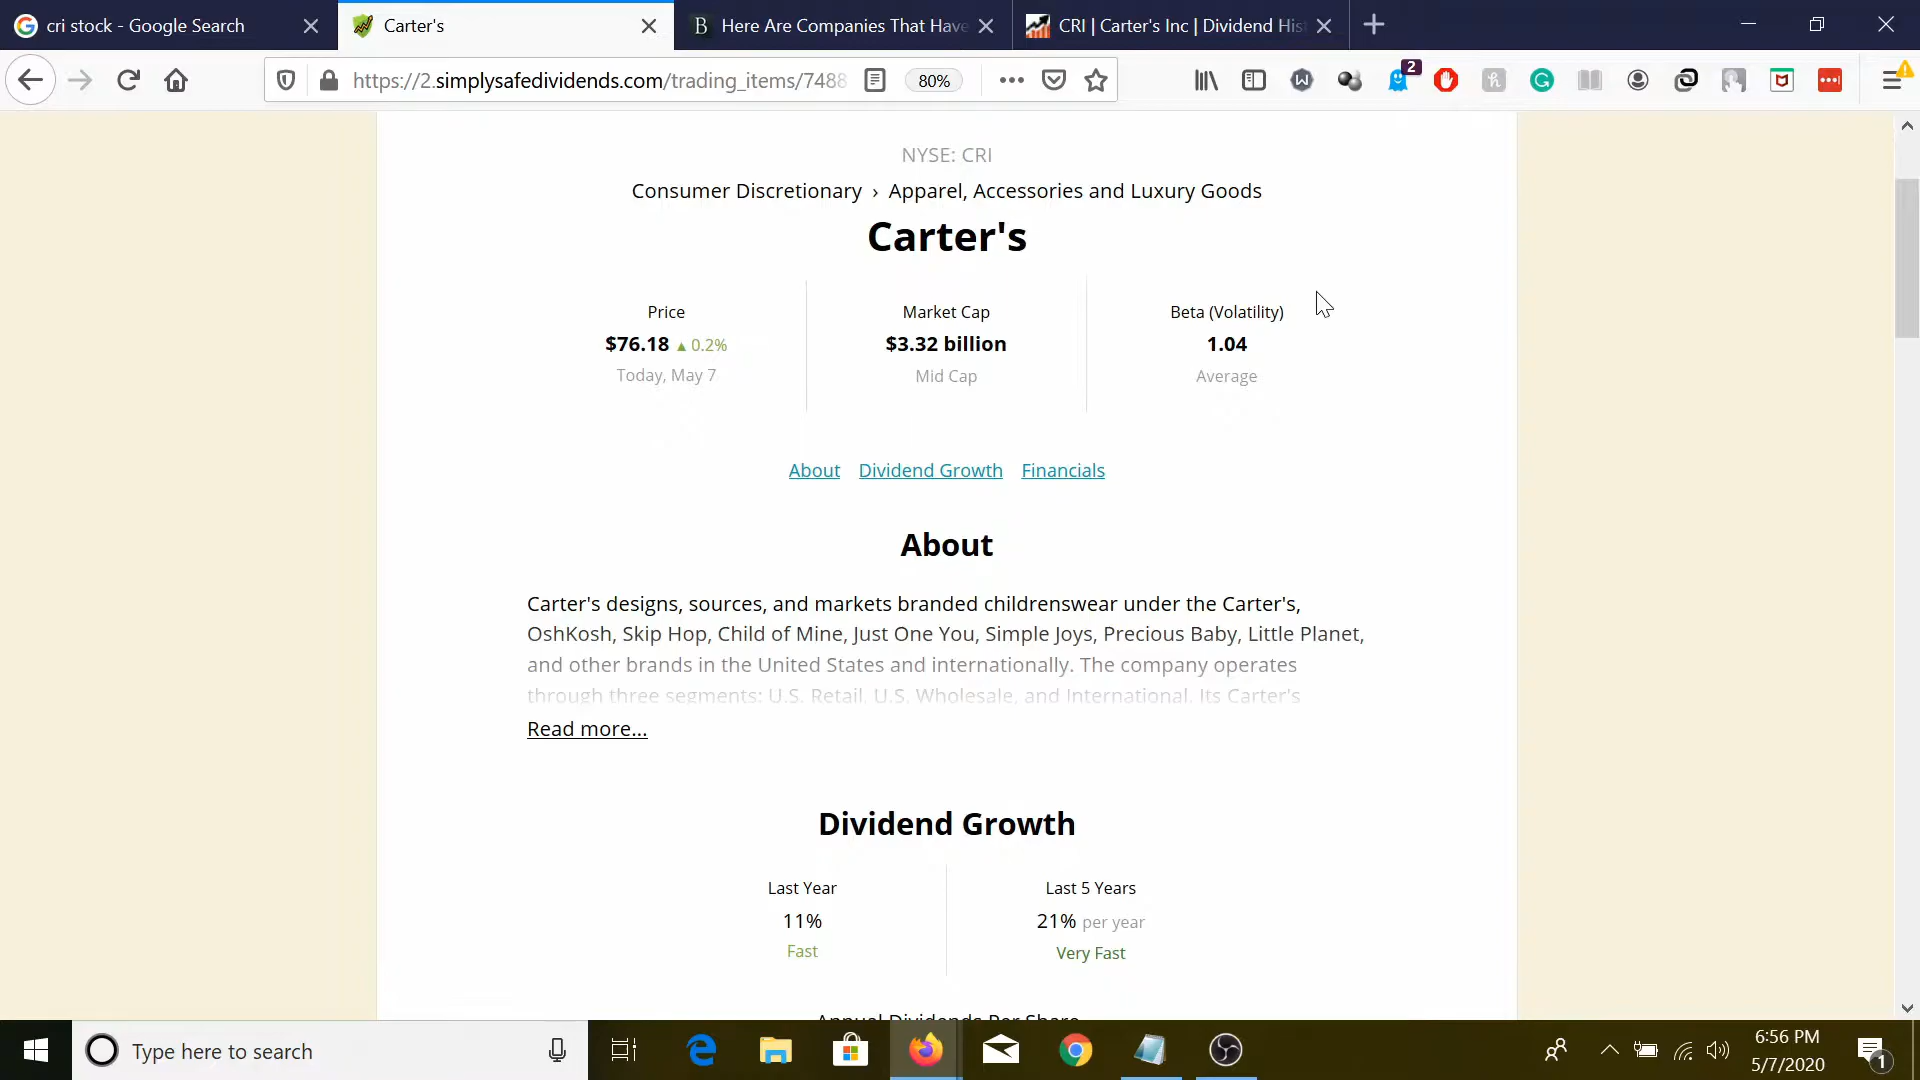 cri stock - Google Search
Carter's
Here Are Companies That Have
CRI | Carter's Inc | Dividend His
https://2.simplysafedividends.com/trading_items/7488
80%
2
NYSE: CRI
Consumer Discretionary › Apparel, Accessories and Luxury Goods
Carter's
Price
Market Cap
Beta (Volatility)
$76.18 ▲ 0.2%
$3.32 billion
1.04
Today, May 7
Mid Cap
Average
About Dividend Growth Financials
About
Carter's designs, sources, and markets branded childrenswear under the Carter's,
OshKosh, Skip Hop, Child of Mine, Just One You, Simple Joys, Precious Baby, Little Planet,
and other brands in the United States and internationally. The company operates
through three segments: U.S. Retail, U.S. Wholesale, and International. Its Carter's
Read more...
Dividend Growth
Last Year
Last 5 Years
11%
21% per year
Fast
Very Fast
Annual Dividends Per Share
Type here to search
6:56 PM
5/7/2020
1